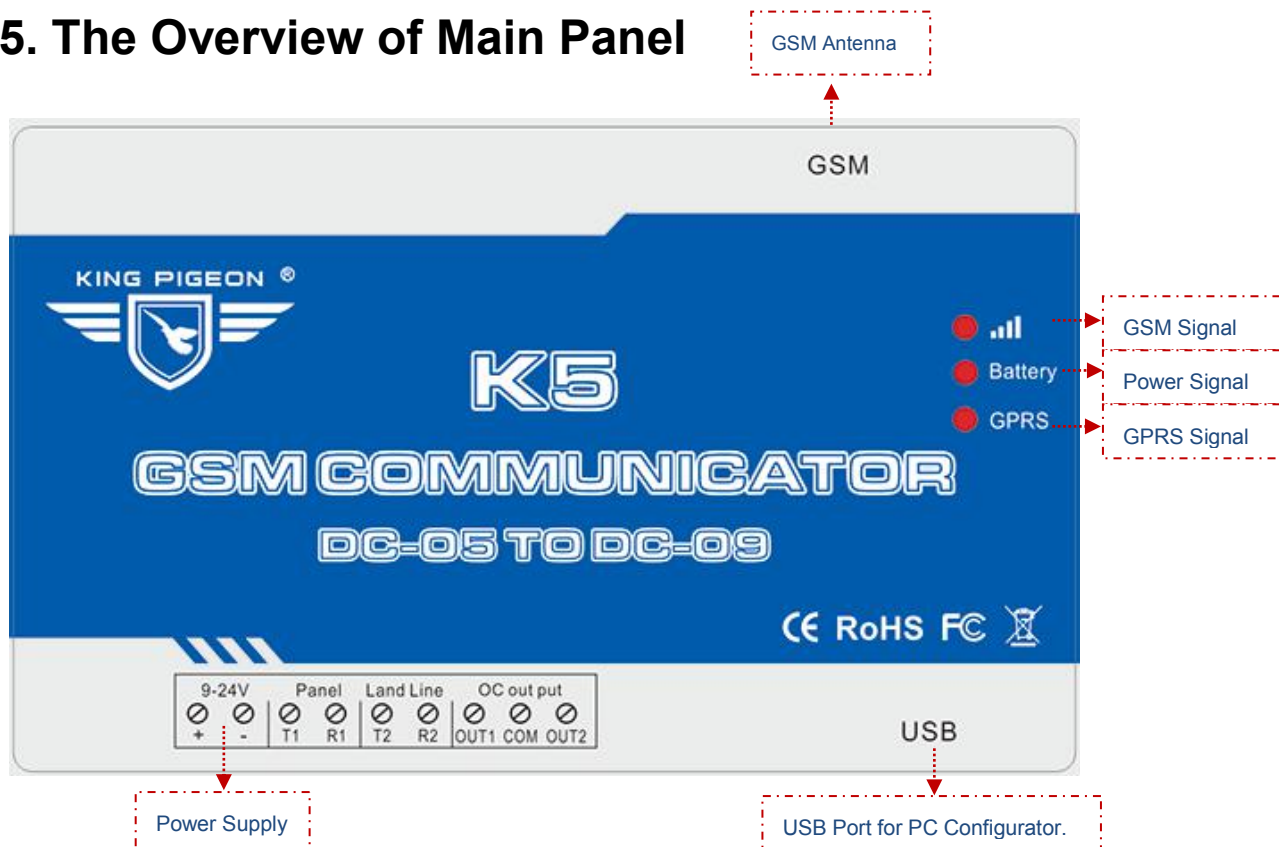 5. The Overview of Main Panel
GSM Antenna
GSM
KING PIGEON ®
GSM Signal
Battery
Power Signal
K5
GPRS
GPRS Signal
GSM COMMUNICATOR
DC-05 TO DC-09
CE RoHS FC
9-24V Panel Land Line OC out put
+ - T1 R1 T2 R2 OUT1 COM OUT2
USB
Power Supply
USB Port for PC Configurator.